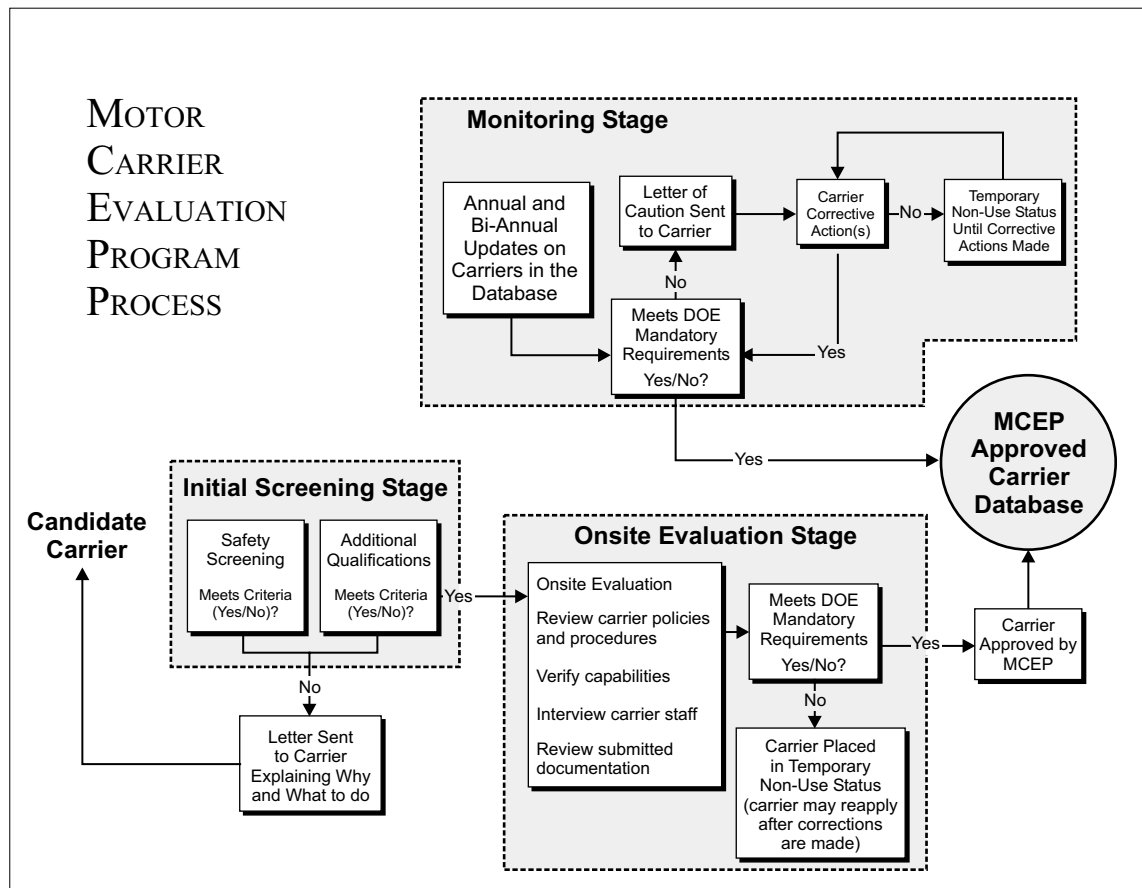 MOTOR
CARRIER
EVALUATION
PROGRAM
PROCESS
Monitoring Stage
Annual and
Bi-Annual
Updates on
Carriers in the
Database
Letter of
Caution Sent
to Carrier
Carrier
Corrective
Action(s)
No
Temporary
Non-Use Status
Until Corrective
Actions Made
No
Meets DOE
Mandatory
Requirements
Yes/No?
Yes
Yes
MCEP
Approved
Carrier
Database
Initial Screening Stage
Candidate
Carrier
Safety
Screening
Meets Criteria
(Yes/No)?
Additional
Qualifications
Meets Criteria
(Yes/No)?
Yes
No
Letter Sent
to Carrier
Explaining Why
and What to do
Onsite Evaluation Stage
Onsite Evaluation
Review carrier policies
and procedures
Verify capabilities
Interview carrier staff
Review submitted
documentation
Meets DOE
Mandatory
Requirements
Yes/No?
Yes
No
Carrier Placed
in Temporary
Non-Use Status
(carrier may reapply
after corrections
are made)
Carrier
Approved by
MCEP